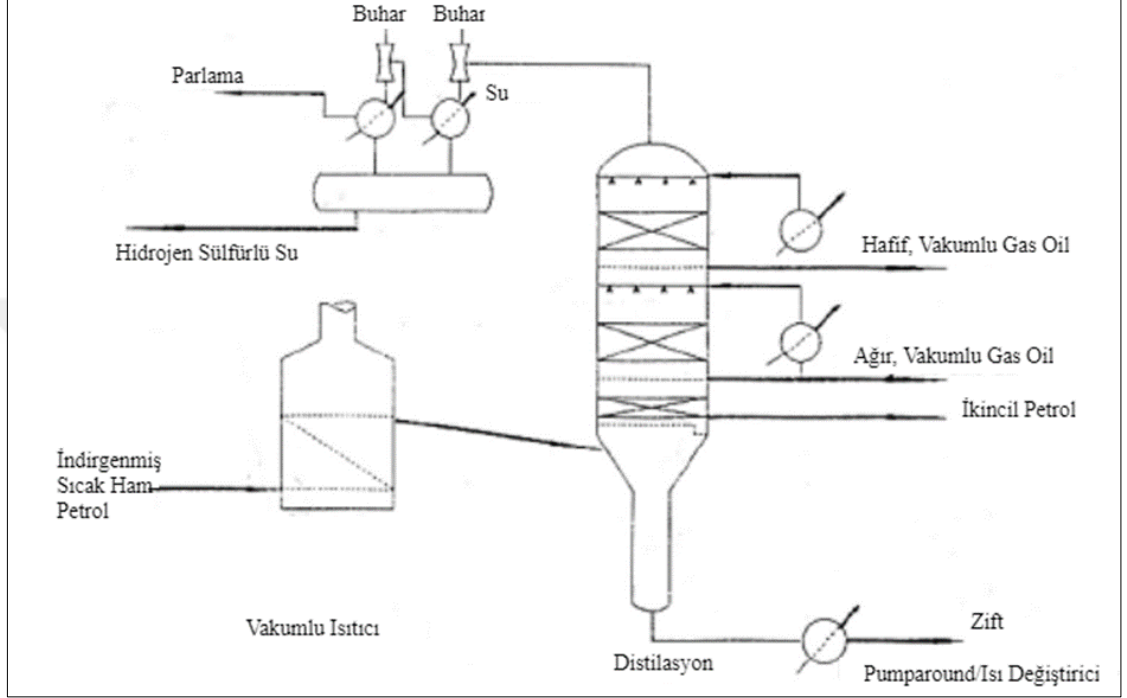 Buhar Buhar
Parlama
Su
Hidrojen Sülfürlü Su
Hafif, Vakumlu Gas Oil
Ağır, Vakumlu Gas Oil
İkincil Petrol
İndirgenmiş
Sıcak Ham
Petrol
Vakumlu Isıtıcı
Zift
Distilasyon
Pumparound/Isı Değiştirici